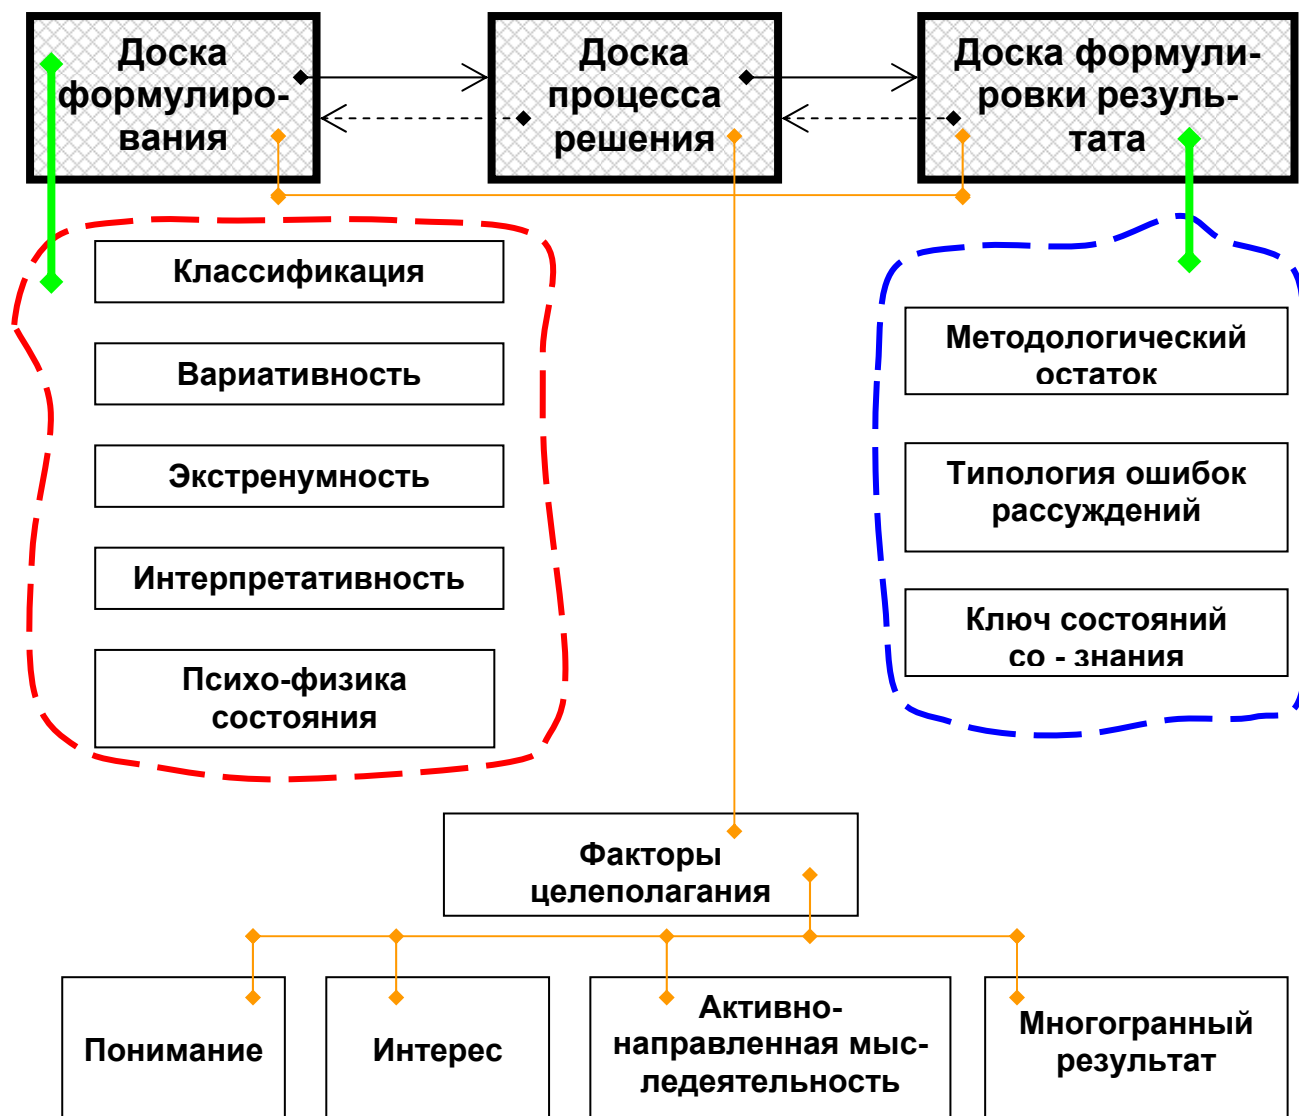 Доска
формулиро-
вания
Доска
процесса
решения
Доска формули-
ровки резуль-
тата
Классификация
Вариативность
Экстренумность
Интерпретативность
Психо-физика
состояния
Методологический
остаток
Типология ошибок
рассуждений
Ключ состояний
со - знания
Факторы
целеполагания
Понимание
Интерес
Активно-
направленная мыс-
ледеятельность
Многогранный
результат